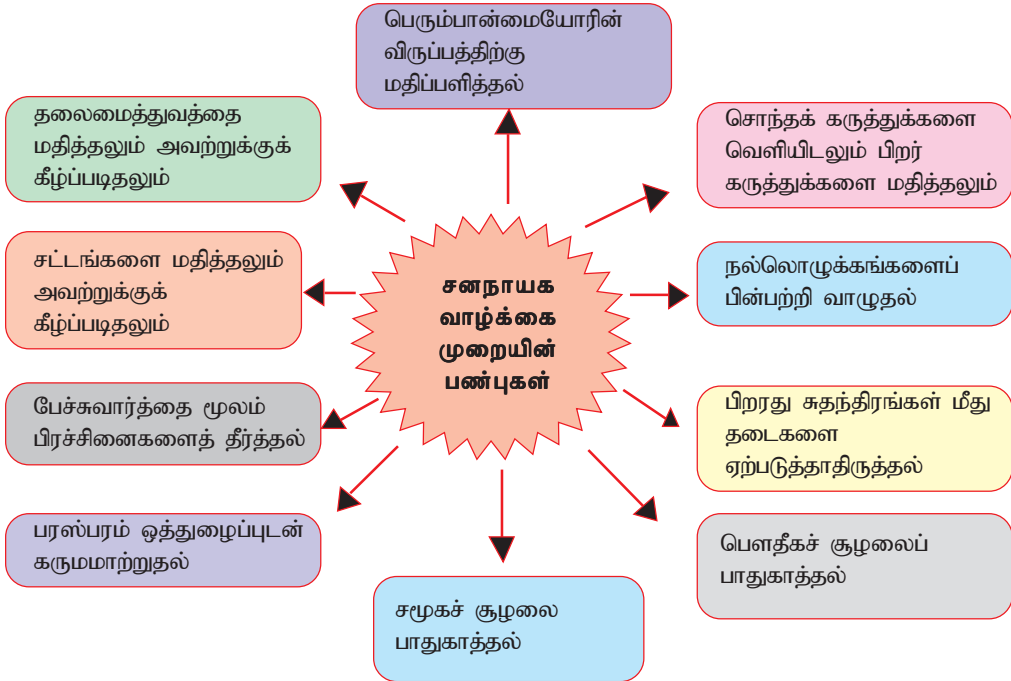 பெரும்பான்மையோரின்
விருப்பத்திற்கு
மதிப்பளித்தல்
தலைமைத்துவத்தை
மதித்தலும் அவற்றுக்குக்
கீழ்ப்படிதலும்
சொந்தக் கருத்துக்களை
வெளியிடலும் பிறர்
கருத்துக்களை மதித்தலும்
சட்டங்களை மதித்தலும்
அவற்றுக்குக்
கீழ்ப்படிதலும்
சனநாயக
வாழ்க்கை
முறையின்
பண்புகள்
நல்லொழுக்கங்களைப்
பின்பற்றி வாழுதல்
பேச்சுவார்த்தை மூலம்
பிரச்சினைகளைத் தீர்த்தல்
பிறரது சுதந்திரங்கள் மீது
தடைகளை
ஏற்படுத்தாதிருத்தல்
பரஸ்பரம் ஒத்துழைப்புடன்
கருமமாற்றுதல்
சமூகச் சூழலை
பாதுகாத்தல்
பௌதீகச் சூழலைப்
பாதுகாத்தல்